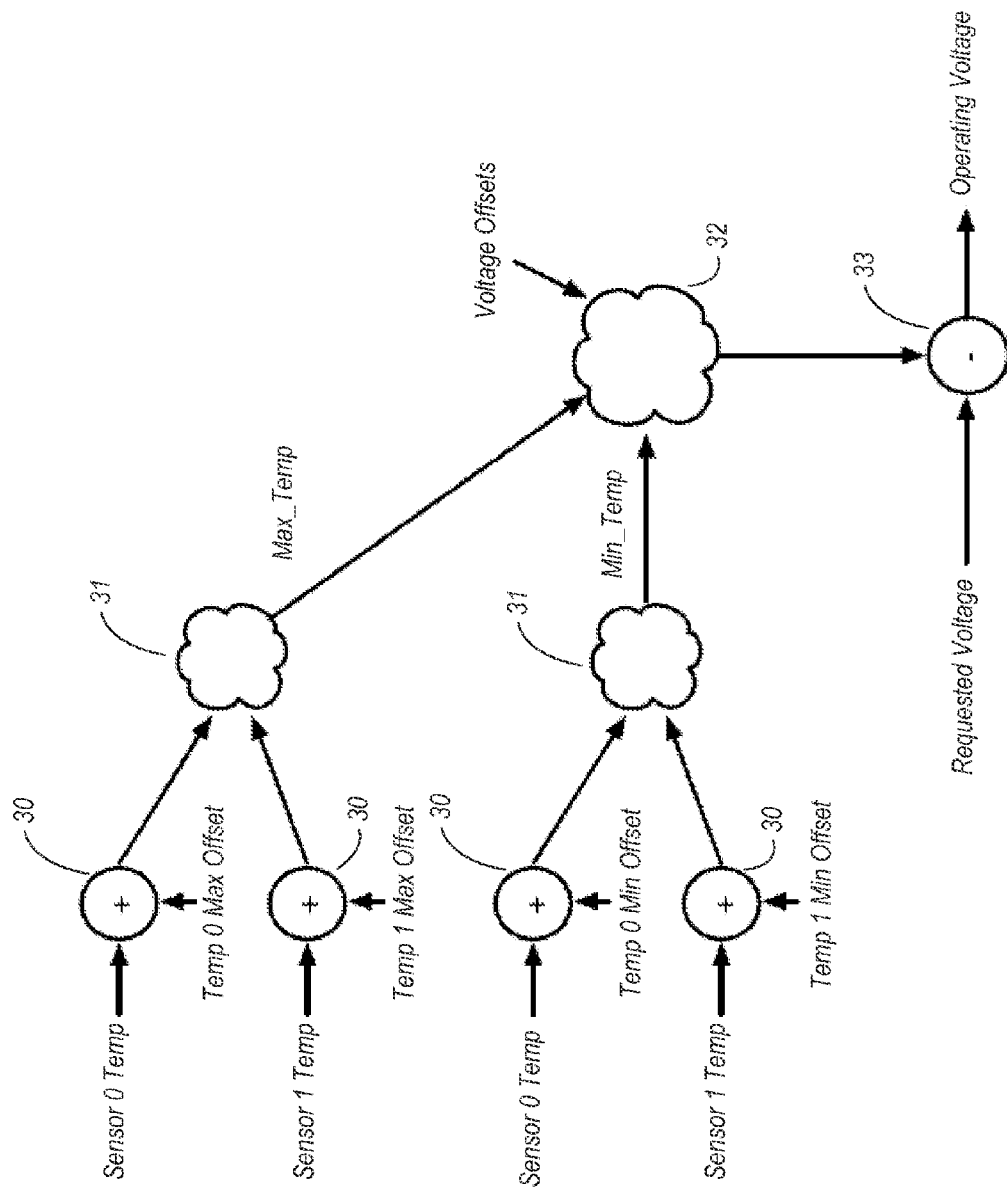 Sensor 0 Temp
+
30
Temp 0 Max Offset
Sensor 1 Temp
+
30
Temp 1 Max Offset
31
Max_Temp
Sensor 0 Temp
+
30
Temp 0 Min Offset
Sensor 1 Temp
+
30
Temp 1 Min Offset
31
Min_Temp
Voltage Offsets
32
Requested Voltage
-
33
Operating Voltage